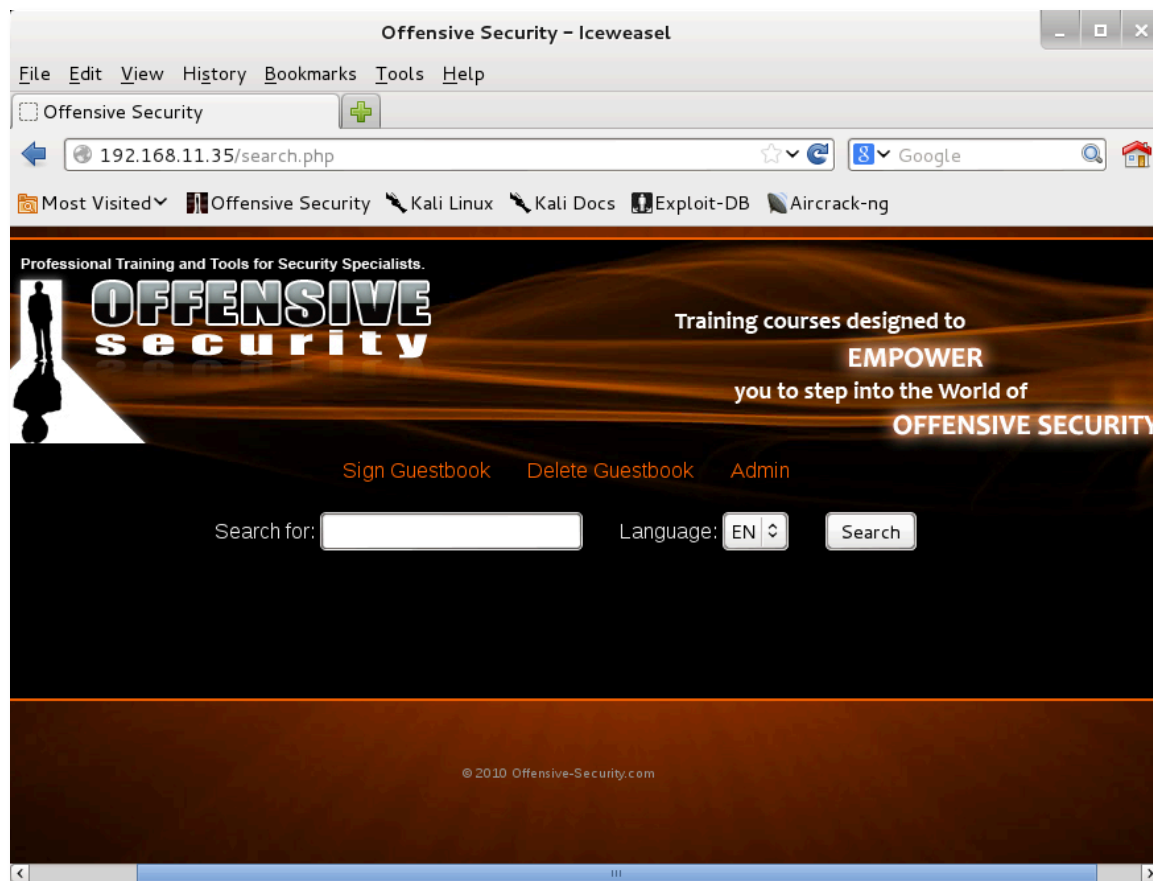 Offensive Security – Iceweasel
File Edit View History Bookmarks Tools Help
Offensive Security
192.168.11.35/search.php
8
Google
Most Visited Offensive Security Kali Linux Kali Docs Exploit-DB Aircrack-ng
Professional Training and Tools for Security Specialists.
OFFENSIVE
security
Training courses designed to
EMPOWER
you to step into the World of
OFFENSIVE SECURITY
Sign Guestbook Delete Guestbook Admin
Search for: Language: EN Search
© 2010 Offensive-Security.com